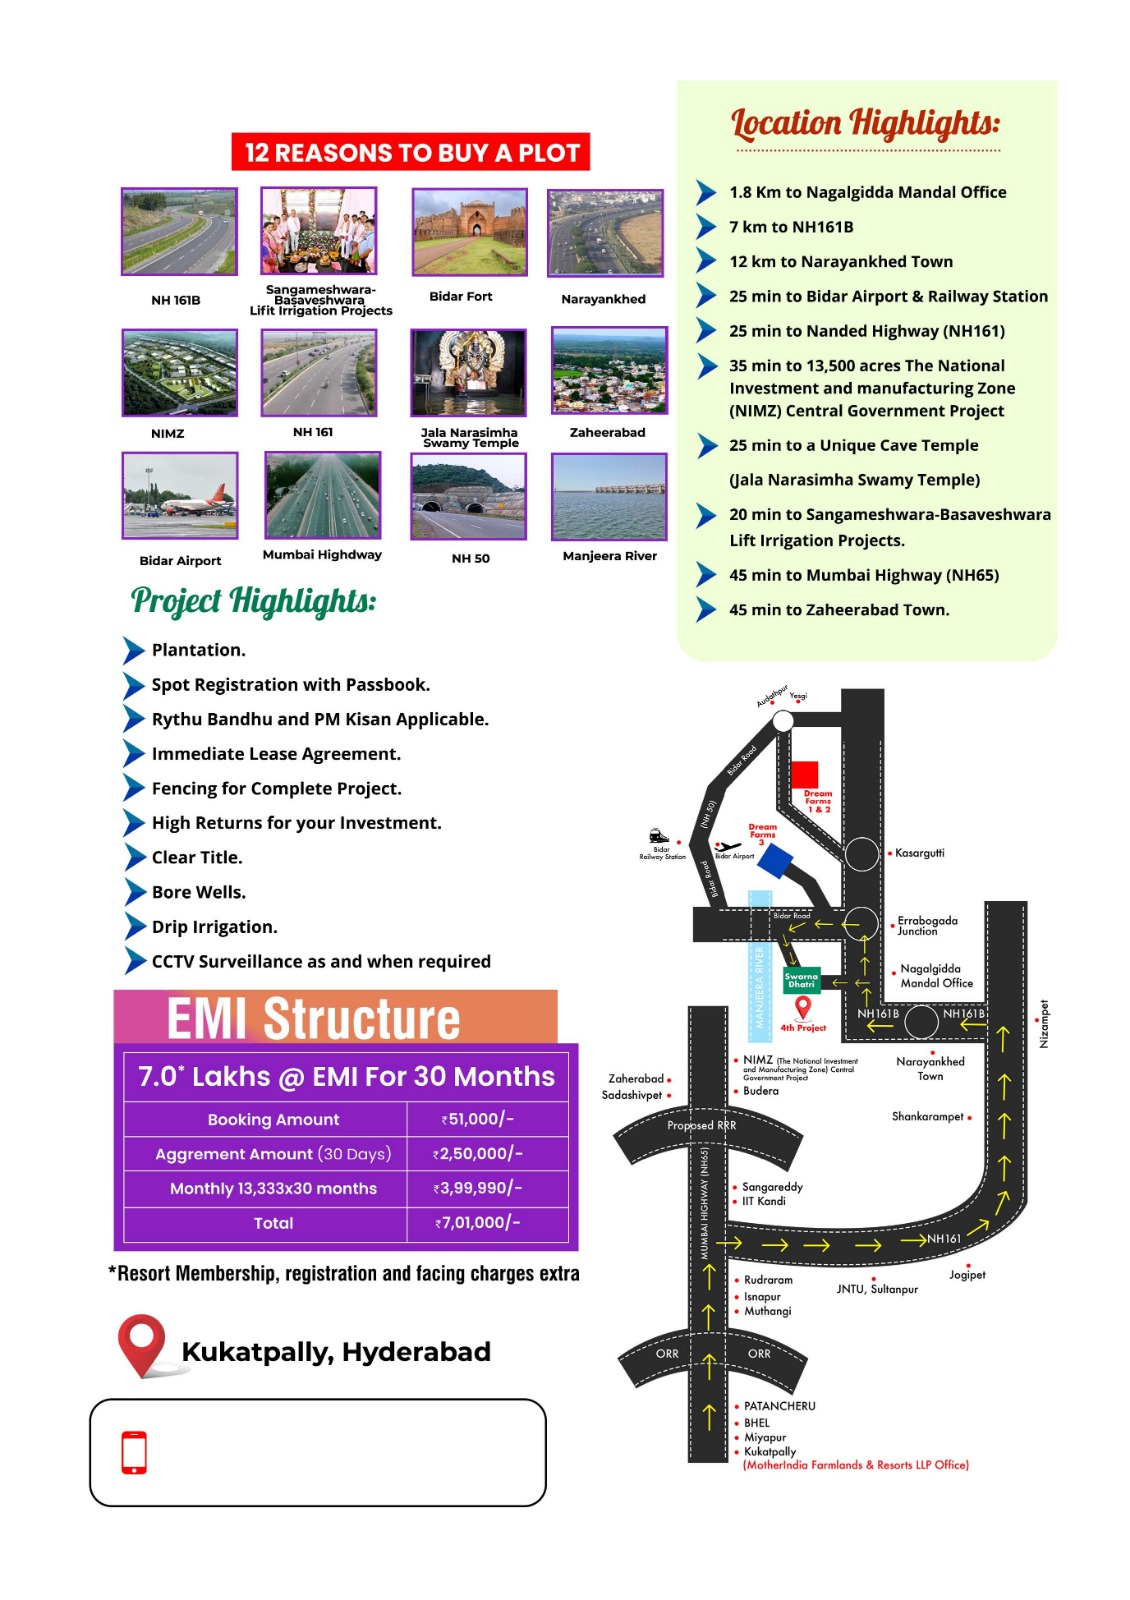 12 REASONS TO BUY A PLOT
NH 161B
Sangameshwara-
Basaveshwara
Lifit Irrigation Projects
Bidar Fort
Narayankhed
NIMZ
NH 161
Jala Narasimha
Swamy Temple
Zaheerabad
Bidar Airport
Mumbai Highdway
NH 50
Manjeera River
Location Highlights:
1.8 Km to Nagalgidda Mandal Office
7 km to NH161B
12 km to Narayankhed Town
25 min to Bidar Airport & Railway Station
25 min to Nanded Highway (NH161)
35 min to 13,500 acres The National
Investment and manufacturing Zone
(NIMZ) Central Government Project
25 min to a Unique Cave Temple
(Jala Narasimha Swamy Temple)
20 min to Sangameshwara-Basaveshwara
Lift Irrigation Projects.
45 min to Mumbai Highway (NH65)
45 min to Zaheerabad Town.
Project Highlights:
Plantation.
Spot Registration with Passbook.
Rythu Bandhu and PM Kisan Applicable.
Immediate Lease Agreement.
Fencing for Complete Project.
High Returns for your Investment.
Clear Title.
Bore Wells.
Drip Irrigation.
CCTV Surveillance as and when required
EMI Structure
7.0* Lakhs @ EMI For 30 Months
Booking Amount ₹51,000/-
Aggrement Amount (30 Days) ₹2,50,000/-
Monthly 13,333x30 months ₹3,99,990/-
Total ₹7,01,000/-
*Resort Membership, registration and facing charges extra
Kukatpally, Hyderabad
Audathpur
Yesgi
Bidar Road
Dream
Farms
1 & 2
(NH 50)
Dream
Farms
3
Bidar
Railway Station
Bidar Airport
Kasargutti
Bidar Road
Bidar Road
Errabogada
Junction
MANJEERA RIVER
Swarna
Dhatri
Nagalgidda
Mandal Office
4th Project
NH161B
NH161B
Nizampet
Narayankhed
Town
NIMZ (The National Investment
and Manufacturing Zone) Central
Government Project
Zaherabad
Sadashivpet
Budera
Shankarampet
Proposed RRR
MUMBAI HIGHWAY (NH65)
Sangareddy
IIT Kandi
NH161
Jogipet
JNTU, Sultanpur
Rudraram
Isnapur
Muthangi
ORR
ORR
PATANCHERU
BHEL
Miyapur
Kukatpally
(MotherIndia Farmlands & Resorts LLP Office)